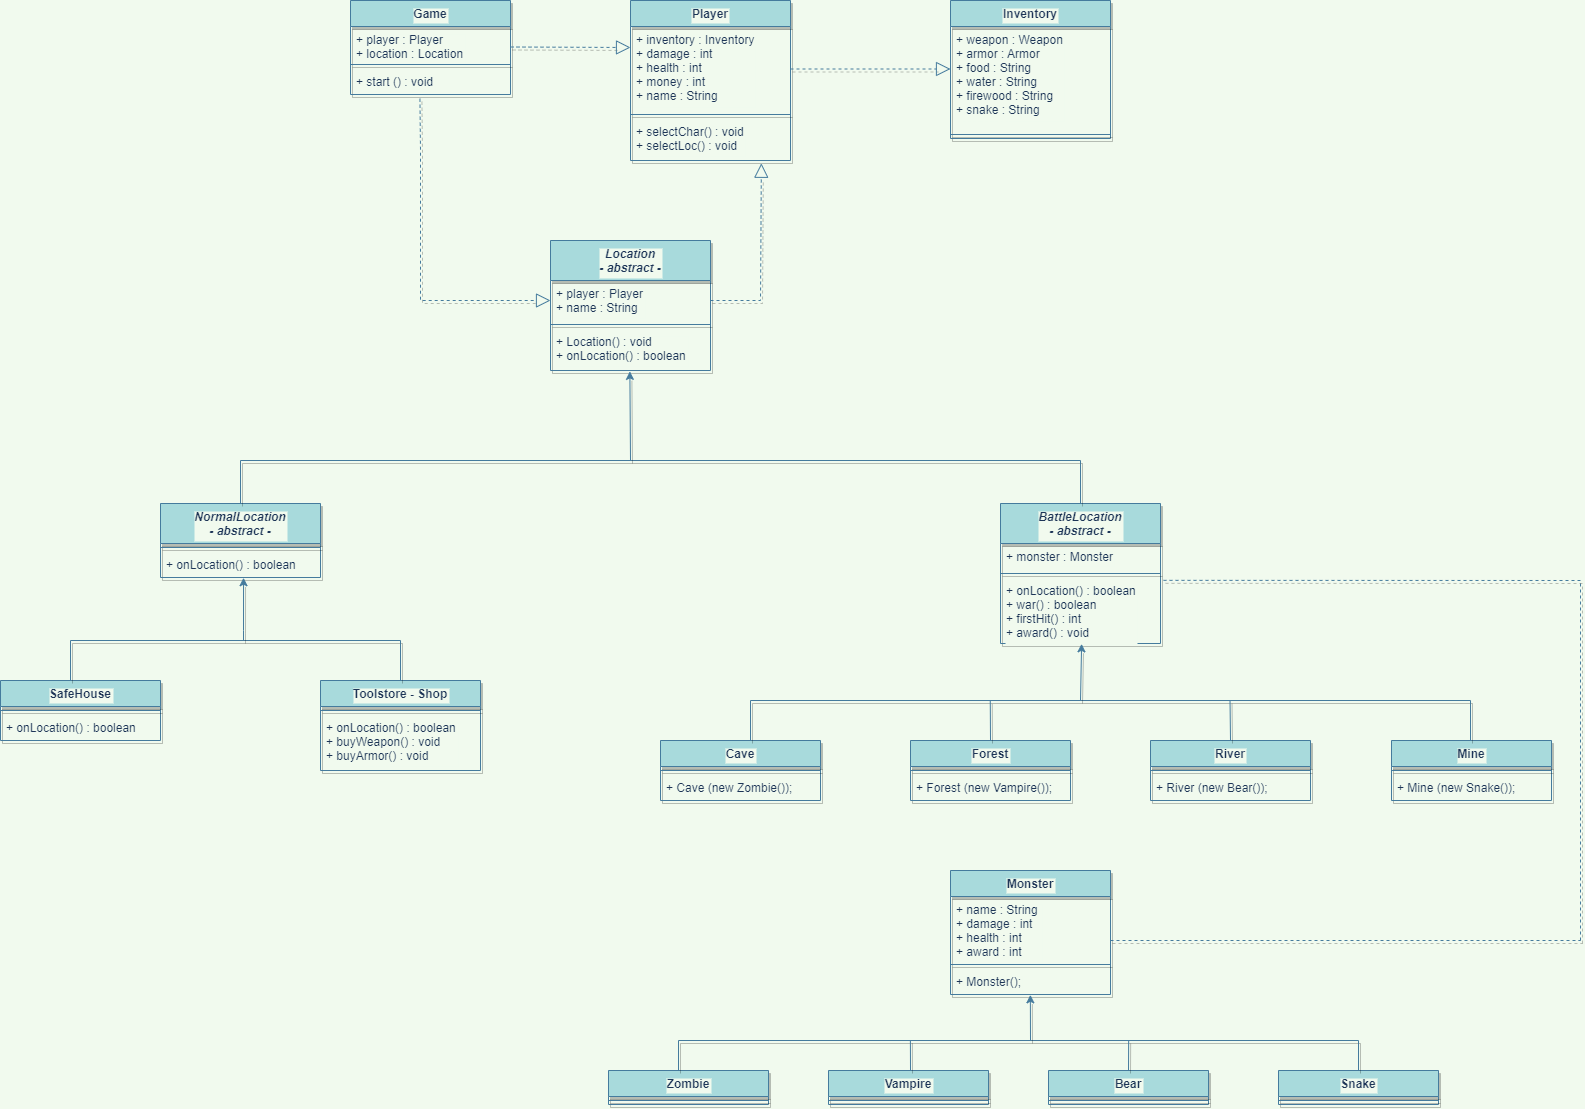 Game
+ player : Player
+ location : Location
+ start () : void
Player
+ inventory : Inventory
+ damage : int
+ health : int
+ money : int
+ name : String
+ selectChar() : void
+ selectLoc() : void
Inventory
+ weapon : Weapon
+ armor : Armor
+ food : String
+ water : String
+ firewood : String
+ snake : String
Location
- abstract -
+ player : Player
+ name : String
+ Location() : void
+ onLocation() : boolean
NormalLocation
- abstract -
+ onLocation() : boolean
BattleLocation
- abstract -
+ monster : Monster
+ onLocation() : boolean
+ war() : boolean
+ firstHit() : int
+ award() : void
SafeHouse
+ onLocation() : boolean
Toolstore - Shop
+ onLocation() : boolean
+ buyWeapon() : void
+ buyArmor() : void
Cave
+ Cave (new Zombie());
Forest
+ Forest (new Vampire());
River
+ River (new Bear());
Mine
+ Mine (new Snake());
Monster
+ name : String
+ damage : int
+ health : int
+ award : int
+ Monster();
Zombie
Vampire
Bear
Snake